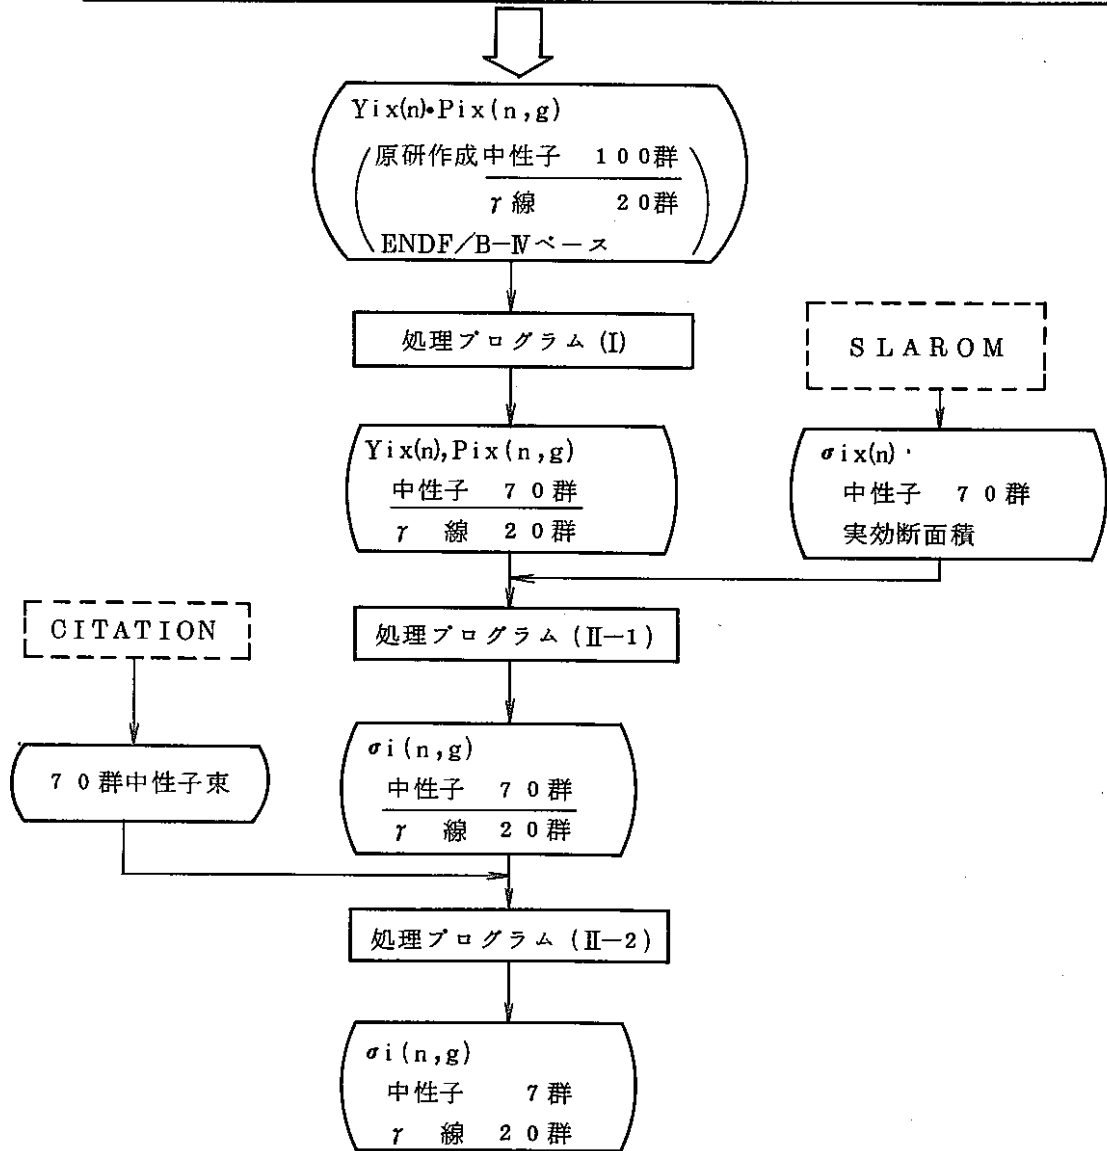 Yix(n)•Pix(n,g)
原研作成中性子 100群
γ線 20群
ENDF/B-Ⅳベース
処理プログラム(Ⅰ)
SLAROM
Yix(n),Pix(n,g)
中性子 70群
γ 線 20群
σix(n)
中性子 70群
実効断面積
CITATION
処理プログラム(Ⅱ-1)
70群中性子束
σi(n,g)
中性子 70群
γ 線 20群
処理プログラム(Ⅱ-2)
σi(n,g)
中性子 7群
γ 線 20群